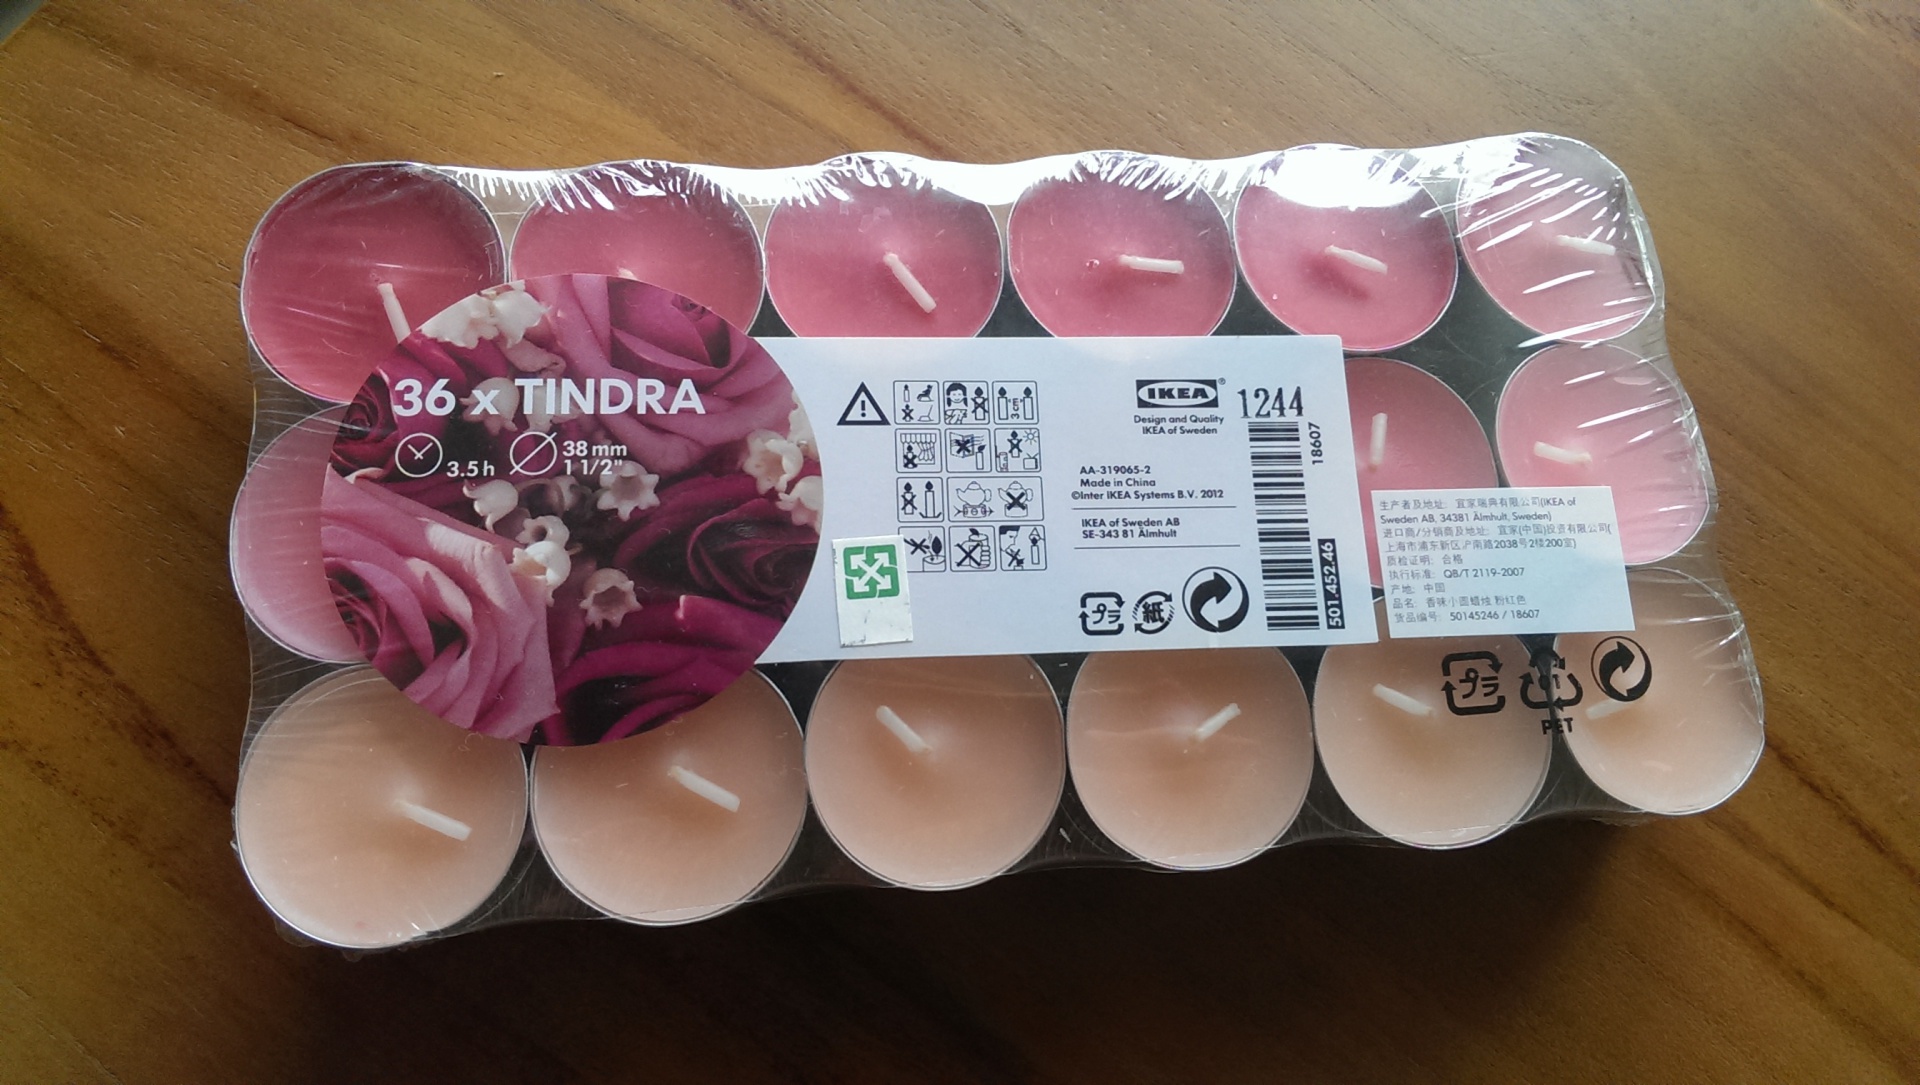 36 x TINDRA
3.5h
38 mm
1 1/2"
IKEA®
Design and Quality
IKEA of Sweden
AA-319065-2
Made in China
©Inter IKEA Systems B.V. 2012
IKEA of Sweden AB
SE-343 81 Älmhult
プラ
紙
1244
18607
501.452.46
生产者及地址: 宜家瑞典有限公司(IKEA of
Sweden AB, 34381 Älmhult, Sweden)
进口商/分销商及地址: 宜家(中国)投资有限公司(
上海市浦东新区 南路2038号2楼200室)
质检证明: 合格
执行标准: QB/T 2119-2007
产地: 中国
品名: 香味小圆蜡烛 粉红色
货品编号: 50145246 / 18607
プラ
01
PET